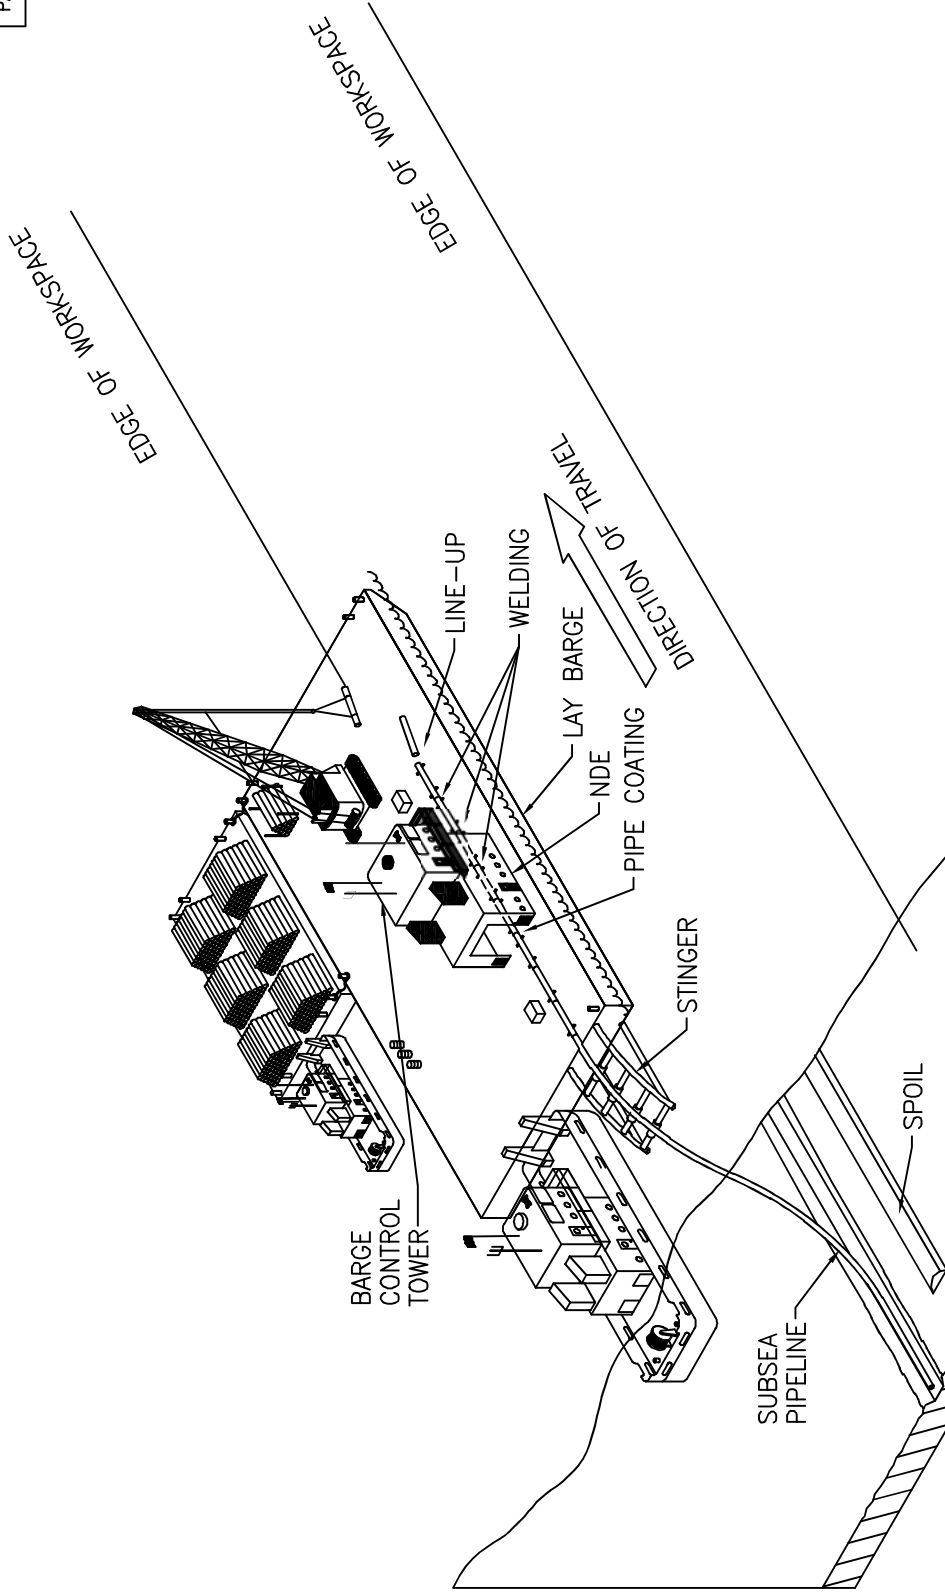 EDGE OF WORKSPACE
EDGE OF WORKSPACE
DIRECTION OF TRAVEL
LINE-UP
WELDING
LAY BARGE
NDE
PIPE COATING
STINGER
SPOIL
BARGE
CONTROL
TOWER
SUBSEA
PIPELINE